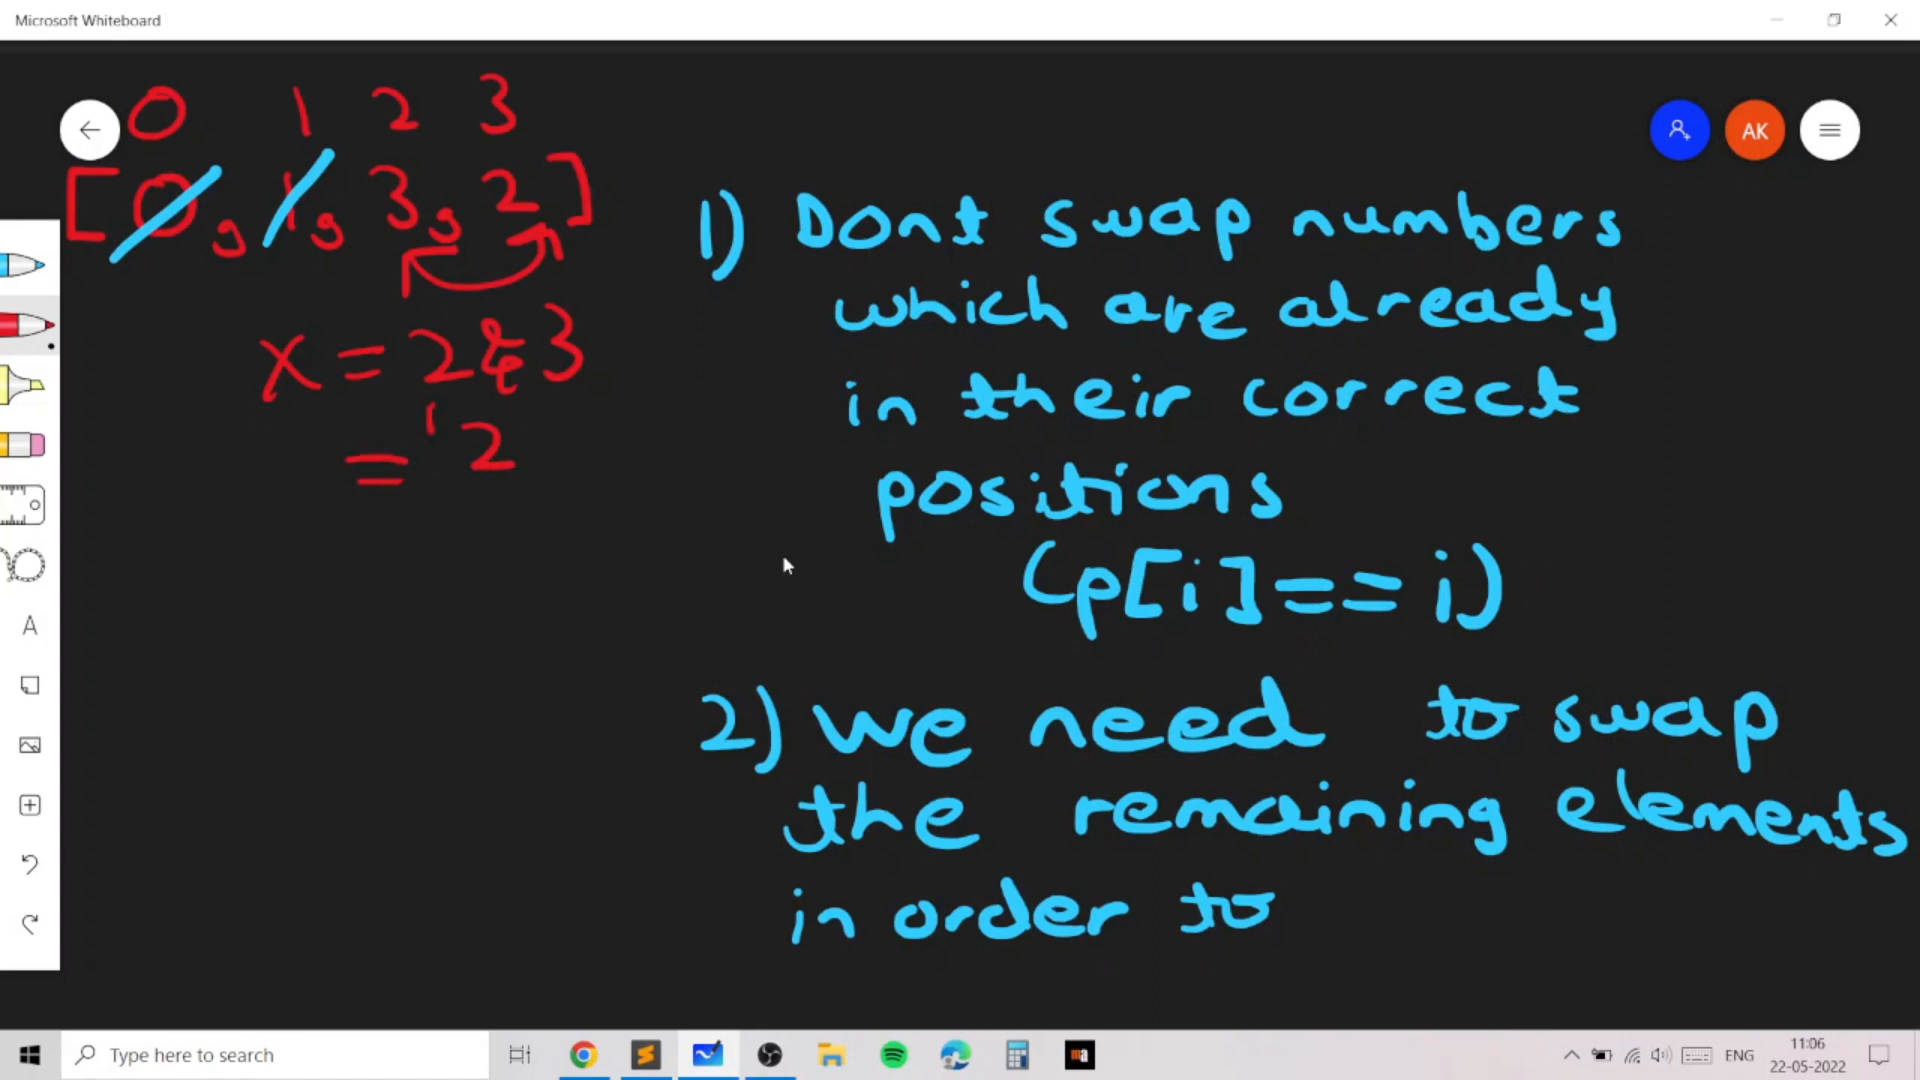 Microsoft Whiteboard
0 1 2 3
[0, 1, 3, 2]
x = 2 & 3
= 2
AK
1) Dont swap numbers
which are already
in their correct
positions
(p[i] == i)
2) we need to swap
the remaining elements
in order to
A
Type here to search
ma
ENG
11:06
22-05-2022